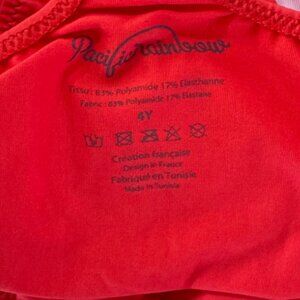 Pacific rainbow
Tissu : 83% Polyamide 17% Elasthanne
Fabric : 83% Polyamide 17% Elastane
4Y
Création française
Design in France
Fabriqué en Tunisie
Made in Tunisia